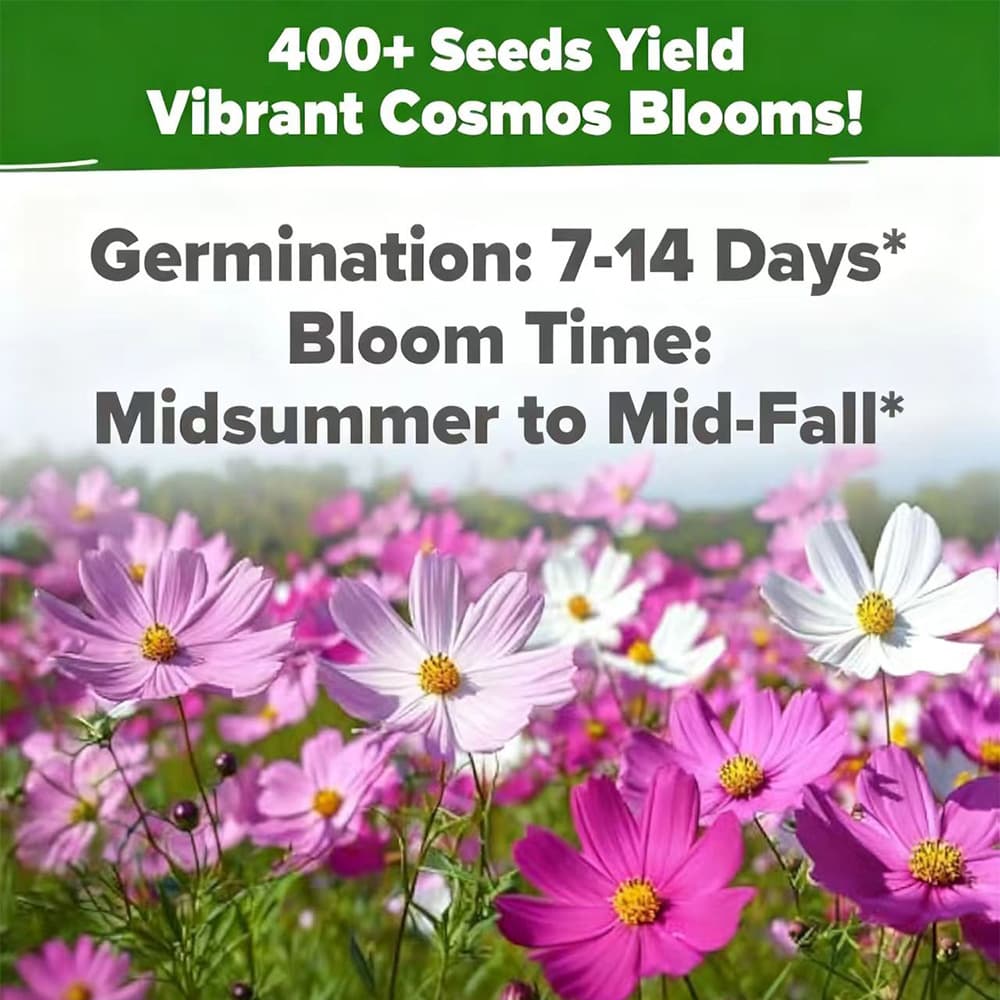 400+ Seeds Yield
Vibrant Cosmos Blooms!
Germination: 7-14 Days*
Bloom Time:
Midsummer to Mid-Fall*